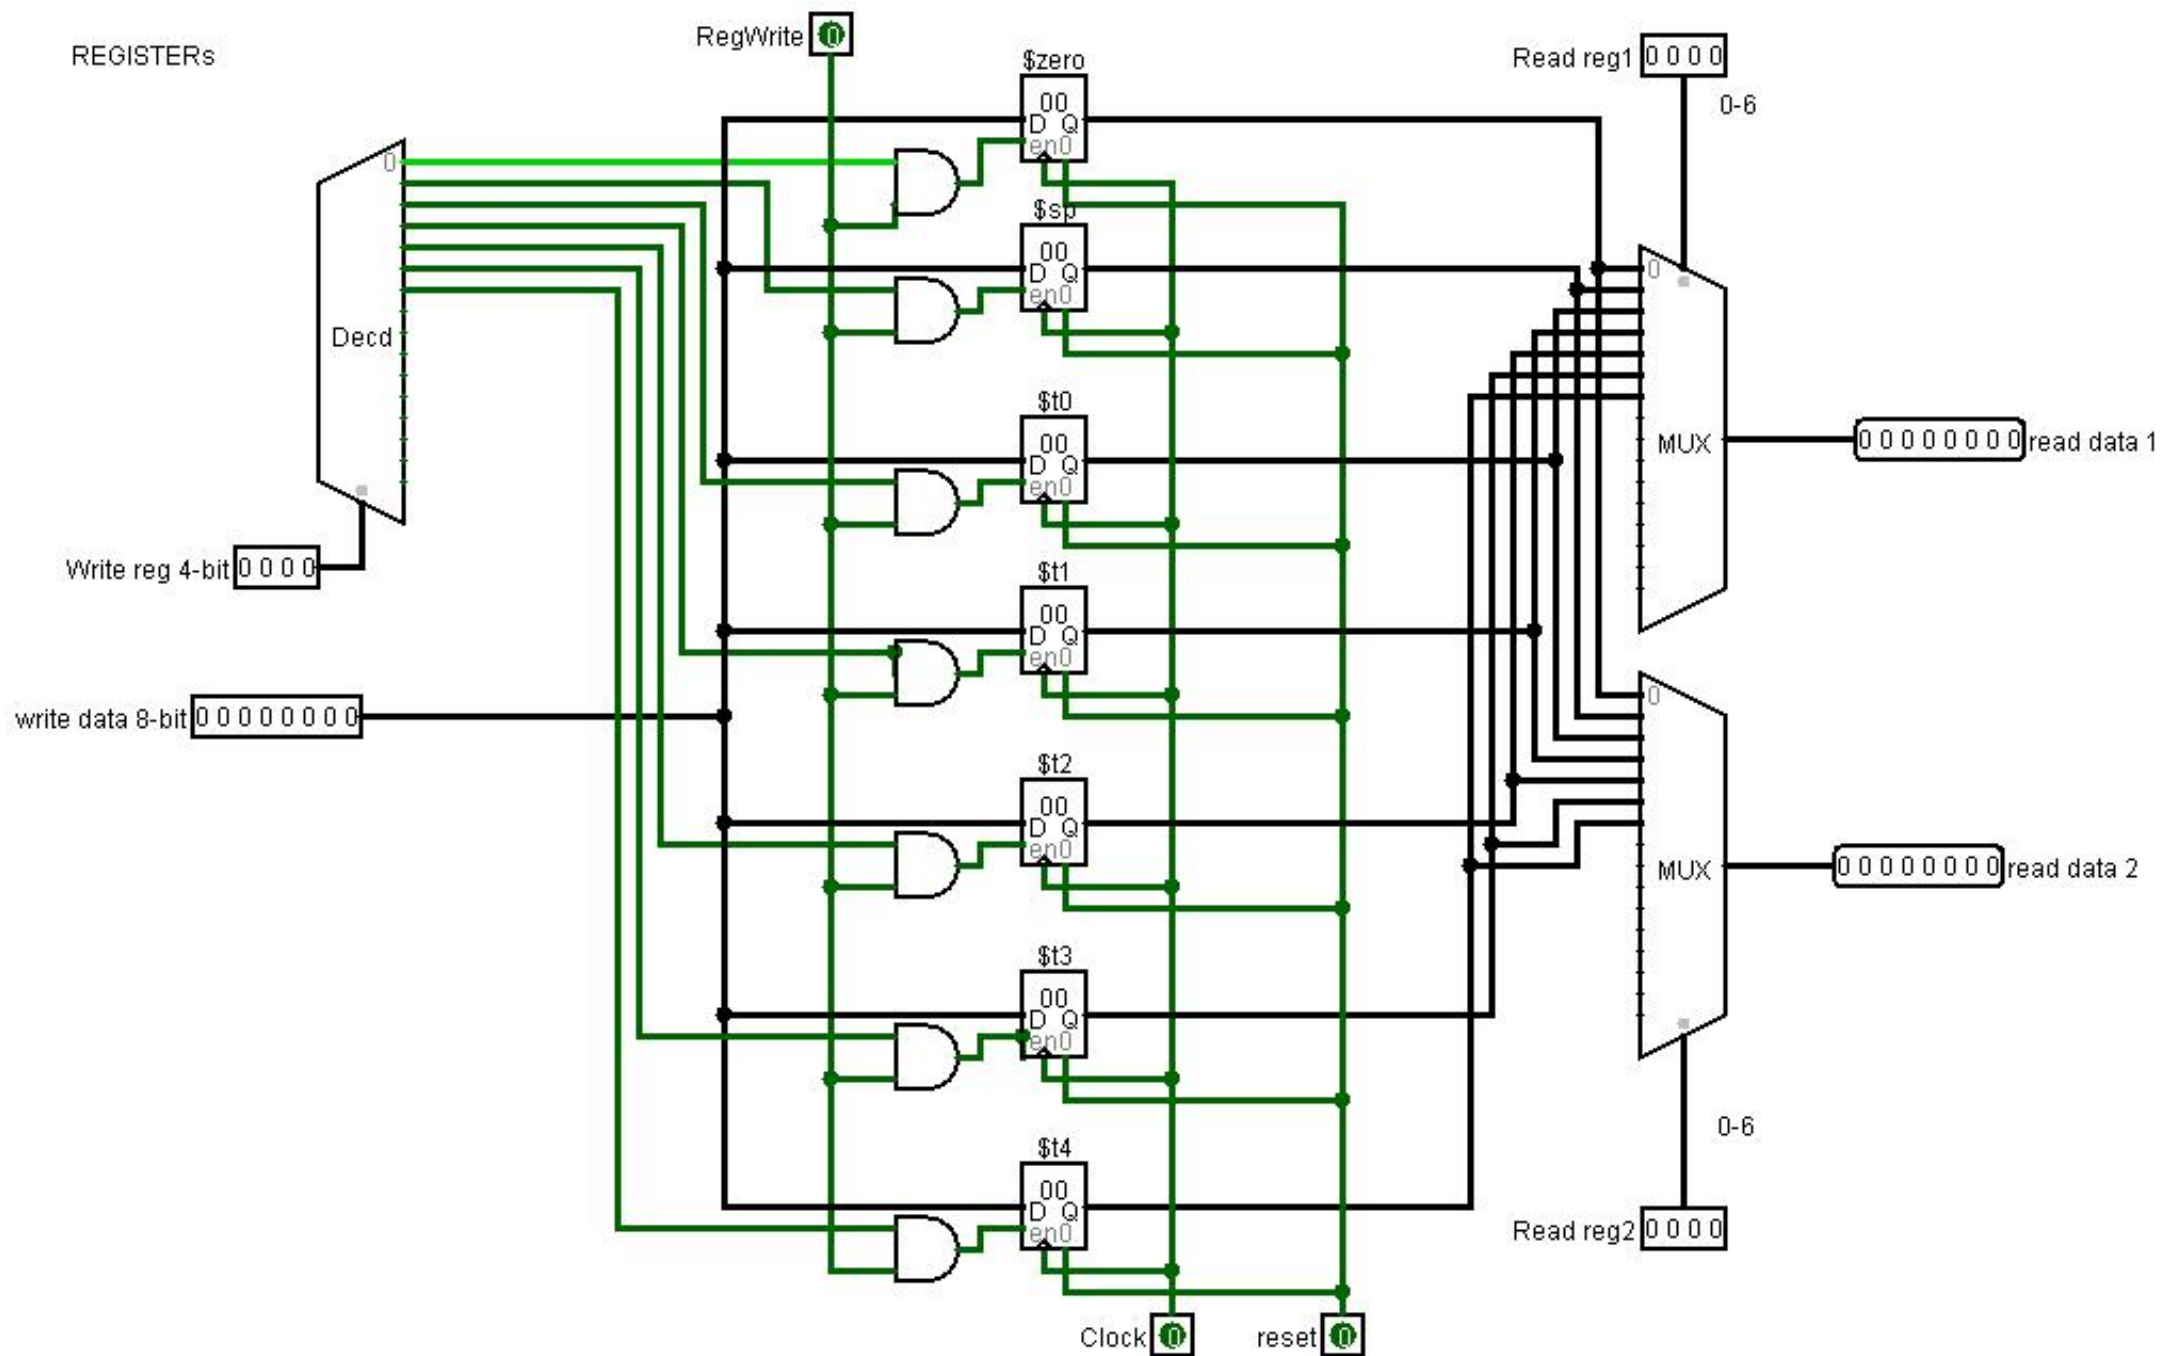 REGISTERs
RegWrite 0
Read reg1 0 0 0 0
0-6
$zero
00
D Q
en0
0
$sp
00
D Q
en0
0
Decd
$t0
00
D Q
en0
MUX
0 0 0 0 0 0 0 0 read data 1
Write reg 4-bit 0 0 0 0
$t1
00
D Q
en0
write data 8-bit 0 0 0 0 0 0 0 0
0
$t2
00
D Q
en0
MUX
0 0 0 0 0 0 0 0 read data 2
$t3
00
D Q
en0
0-6
$t4
00
D Q
en0
Read reg2 0 0 0 0
Clock 0
reset 0